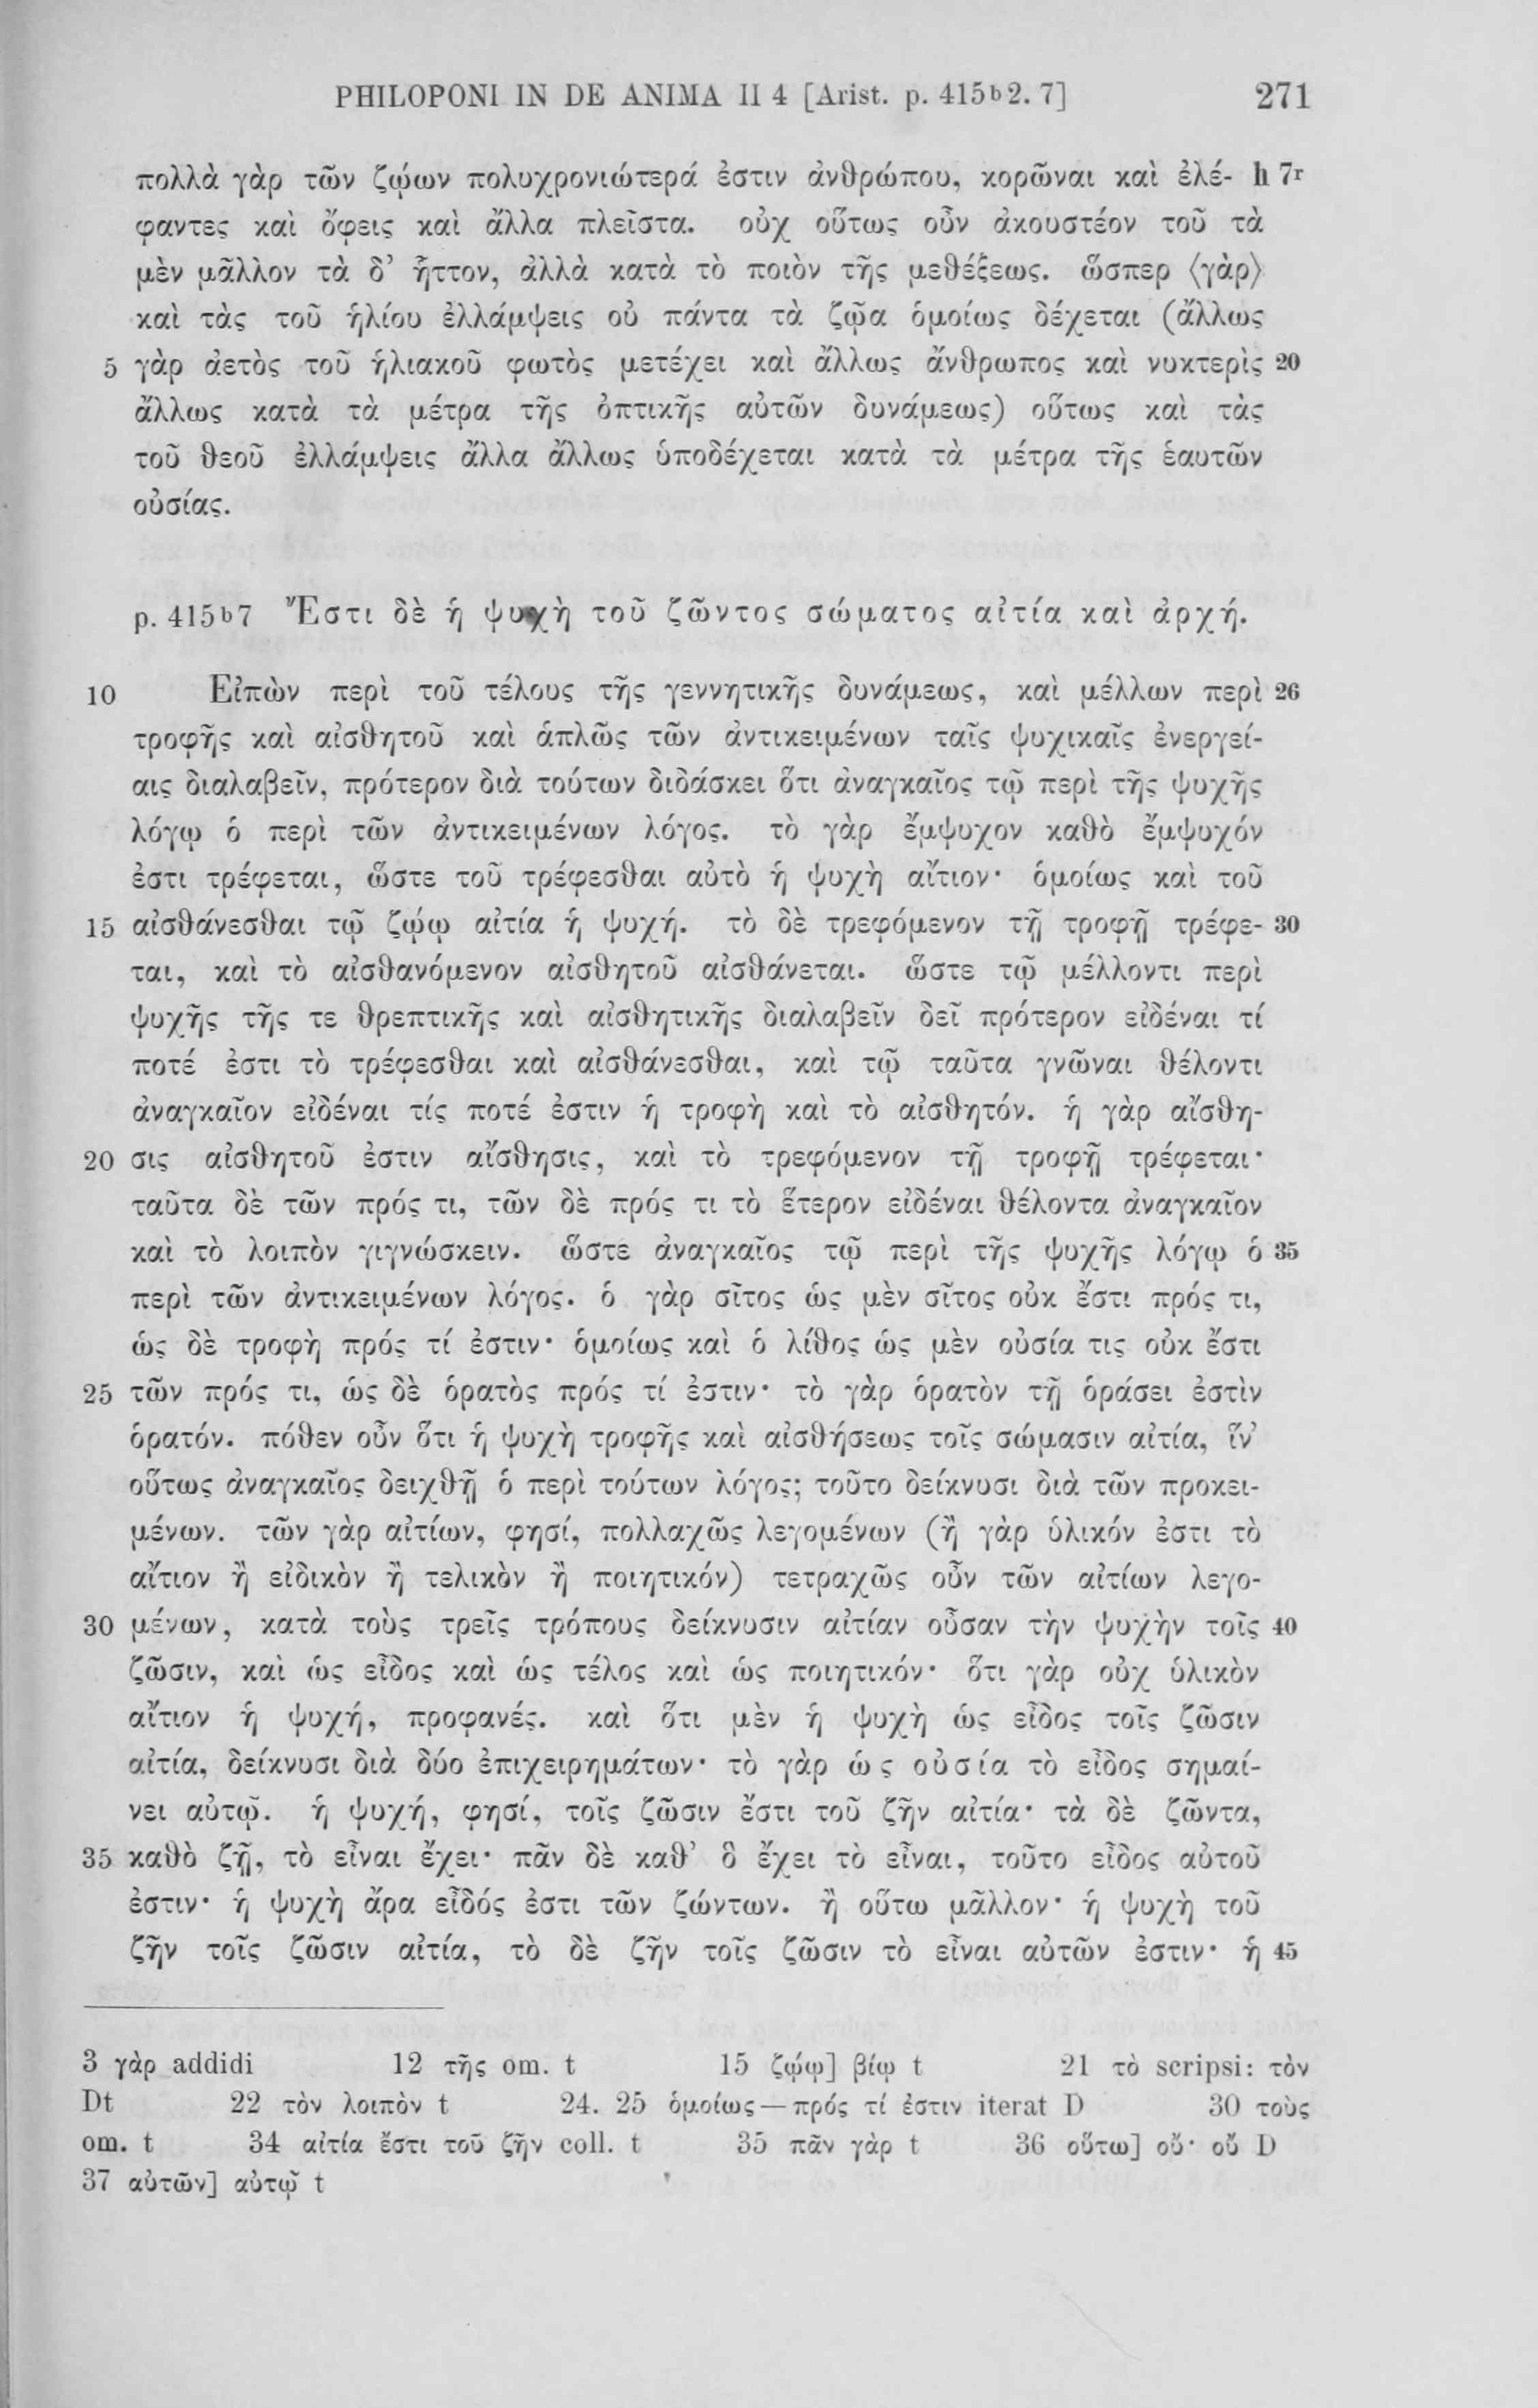 PHILOPONI IN DE ANIMA II 4 [Arist. p. 415b2. 7] 271
πολλὰ γὰρ τῶν ζῴων πολυχρονιώτερά ἐστιν ἀνθρώπου, κορῶναι καὶ ἐλέ- h 7r
φαντες καὶ ὄφεις καὶ ἄλλα πλεῖστα. οὐχ οὕτως οὖν ἀκουστέον τοῦ τὰ
μὲν μᾶλλον τὰ δ’ ἧττον, ἀλλὰ κατὰ τὸ ποιὸν τῆς μεθέξεως. ὥσπερ ⟨γὰρ⟩
καὶ τὰς τοῦ ἡλίου ἐλλάμψεις οὐ πάντα τὰ ζῷα ὁμοίως δέχεται (ἄλλως
5 γὰρ ἀετὸς τοῦ ἡλιακοῦ φωτὸς μετέχει καὶ ἄλλως ἄνθρωπος καὶ νυκτερὶς 20
ἄλλως κατὰ τὰ μέτρα τῆς ὀπτικῆς αὐτῶν δυνάμεως) οὕτως καὶ τὰς
τοῦ θεοῦ ἐλλάμψεις ἄλλα ἄλλως ὑποδέχεται κατὰ τὰ μέτρα τῆς ἑαυτῶν
οὐσίας.
p. 415b7 Ἔστι δὲ ἡ ψυχὴ τοῦ ζῶντος σώματος αἰτία καὶ ἀρχή.
10 Εἰπὼν περὶ τοῦ τέλους τῆς γεννητικῆς δυνάμεως, καὶ μέλλων περὶ 26
τροφῆς καὶ αἰσθητοῦ καὶ ἁπλῶς τῶν ἀντικειμένων ταῖς ψυχικαῖς ἐνεργεί-
αις διαλαβεῖν, πρότερον διὰ τούτων διδάσκει ὅτι ἀναγκαῖος τῷ περὶ τῆς ψυχῆς
λόγῳ ὁ περὶ τῶν ἀντικειμένων λόγος. τὸ γὰρ ἔμψυχον καθὸ ἔμψυχόν
ἐστι τρέφεται, ὥστε τοῦ τρέφεσθαι αὐτὸ ἡ ψυχὴ αἴτιον· ὁμοίως καὶ τοῦ
15 αἰσθάνεσθαι τῷ ζῴῳ αἰτία ἡ ψυχή. τὸ δὲ τρεφόμενον τῇ τροφῇ τρέφε- 30
ται, καὶ τὸ αἰσθανόμενον αἰσθητοῦ αἰσθάνεται. ὥστε τῷ μέλλοντι περὶ
ψυχῆς τῆς τε θρεπτικῆς καὶ αἰσθητικῆς διαλαβεῖν δεῖ πρότερον εἰδέναι τί
ποτέ ἐστι τὸ τρέφεσθαι καὶ αἰσθάνεσθαι, καὶ τῷ ταῦτα γνῶναι θέλοντι
ἀναγκαῖον εἰδέναι τίς ποτέ ἐστιν ἡ τροφὴ καὶ τὸ αἰσθητόν. ἡ γὰρ αἴσθη-
20 σις αἰσθητοῦ ἐστιν αἴσθησις, καὶ τὸ τρεφόμενον τῇ τροφῇ τρέφεται·
ταῦτα δὲ τῶν πρός τι, τῶν δὲ πρός τι τὸ ἕτερον εἰδέναι θέλοντα ἀναγκαῖον
καὶ τὸ λοιπὸν γιγνώσκειν. ὥστε ἀναγκαῖος τῷ περὶ τῆς ψυχῆς λόγῳ ὁ 35
περὶ τῶν ἀντικειμένων λόγος. ὁ γὰρ σῖτος ὡς μὲν σῖτος οὐκ ἔστι πρός τι,
ὡς δὲ τροφὴ πρός τί ἐστιν· ὁμοίως καὶ ὁ λίθος ὡς μὲν οὐσία τις οὐκ ἔστι
25 τῶν πρός τι, ὡς δὲ ὁρατὸς πρός τί ἐστιν· τὸ γὰρ ὁρατὸν τῇ ὁράσει ἐστὶν
ὁρατόν. πόθεν οὖν ὅτι ἡ ψυχὴ τροφῆς καὶ αἰσθήσεως τοῖς σώμασιν αἰτία, ἵν’
οὕτως ἀναγκαῖος δειχθῇ ὁ περὶ τούτων λόγος; τοῦτο δείκνυσι διὰ τῶν προκει-
μένων. τῶν γὰρ αἰτίων, φησί, πολλαχῶς λεγομένων (ἢ γὰρ ὑλικόν ἐστι τὸ
αἴτιον ἢ εἰδικὸν ἢ τελικὸν ἢ ποιητικόν) τετραχῶς οὖν τῶν αἰτίων λεγο-
30 μένων, κατὰ τοὺς τρεῖς τρόπους δείκνυσιν αἰτίαν οὖσαν τὴν ψυχὴν τοῖς 40
ζῶσιν, καὶ ὡς εἶδος καὶ ὡς τέλος καὶ ὡς ποιητικόν· ὅτι γὰρ οὐχ ὑλικὸν
αἴτιον ἡ ψυχή, προφανές. καὶ ὅτι μὲν ἡ ψυχὴ ὡς εἶδος τοῖς ζῶσιν
αἰτία, δείκνυσι διὰ δύο ἐπιχειρημάτων· τὸ γὰρ ὡς οὐσία τὸ εἶδος σημαί-
νει αὐτῷ. ἡ ψυχή, φησί, τοῖς ζῶσιν ἔστι τοῦ ζῆν αἰτία· τὰ δὲ ζῶντα,
35 καθὸ ζῇ, τὸ εἶναι ἔχει· πᾶν δὲ καθ’ ὃ ἔχει τὸ εἶναι, τοῦτο εἶδος αὐτοῦ
ἐστιν· ἡ ψυχὴ ἄρα εἶδός ἐστι τῶν ζώντων. ἢ οὕτω μᾶλλον· ἡ ψυχὴ τοῦ
ζῆν τοῖς ζῶσιν αἰτία, τὸ δὲ ζῆν τοῖς ζῶσιν τὸ εἶναι αὐτῶν ἐστιν· ἡ 45
3 γὰρ addidi 12 τῆς om. t 15 ζῴῳ] βίῳ t 21 τὸ scripsi: τὸν
Dt 22 τὸν λοιπὸν t 24. 25 ὁμοίως — πρός τί ἐστιν iterat D 30 τοὺς
om. t 34 αἰτία ἔστι τοῦ ζῆν coll. t 35 πᾶν γὰρ t 36 οὕτω] οὔ· οὔ D
37 αὐτῶν] αὐτῷ t